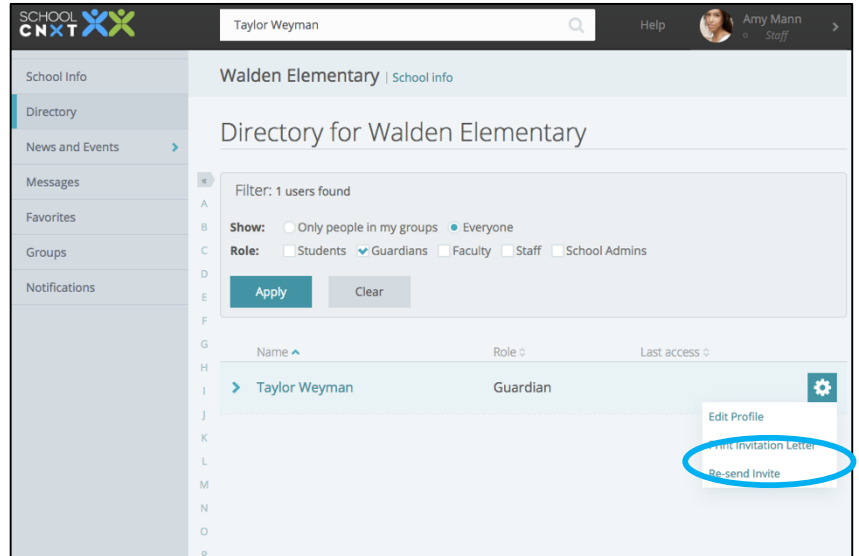 SCHOOL
CNXT
Taylor Weyman
Help
Amy Mann
Staff
School Info
Directory
News and Events
Messages
Favorites
Groups
Notifications
Walden Elementary | School info
Directory for Walden Elementary
«
A
B
C
D
E
F
G
H
I
J
K
L
M
N
O
P
Filter: 1 users found
Show: Only people in my groups Everyone
Role: Students Guardians Faculty Staff School Admins
Apply Clear
Name Role Last access
Taylor Weyman Guardian
Edit Profile
Print Invitation Letter
Re-send Invite